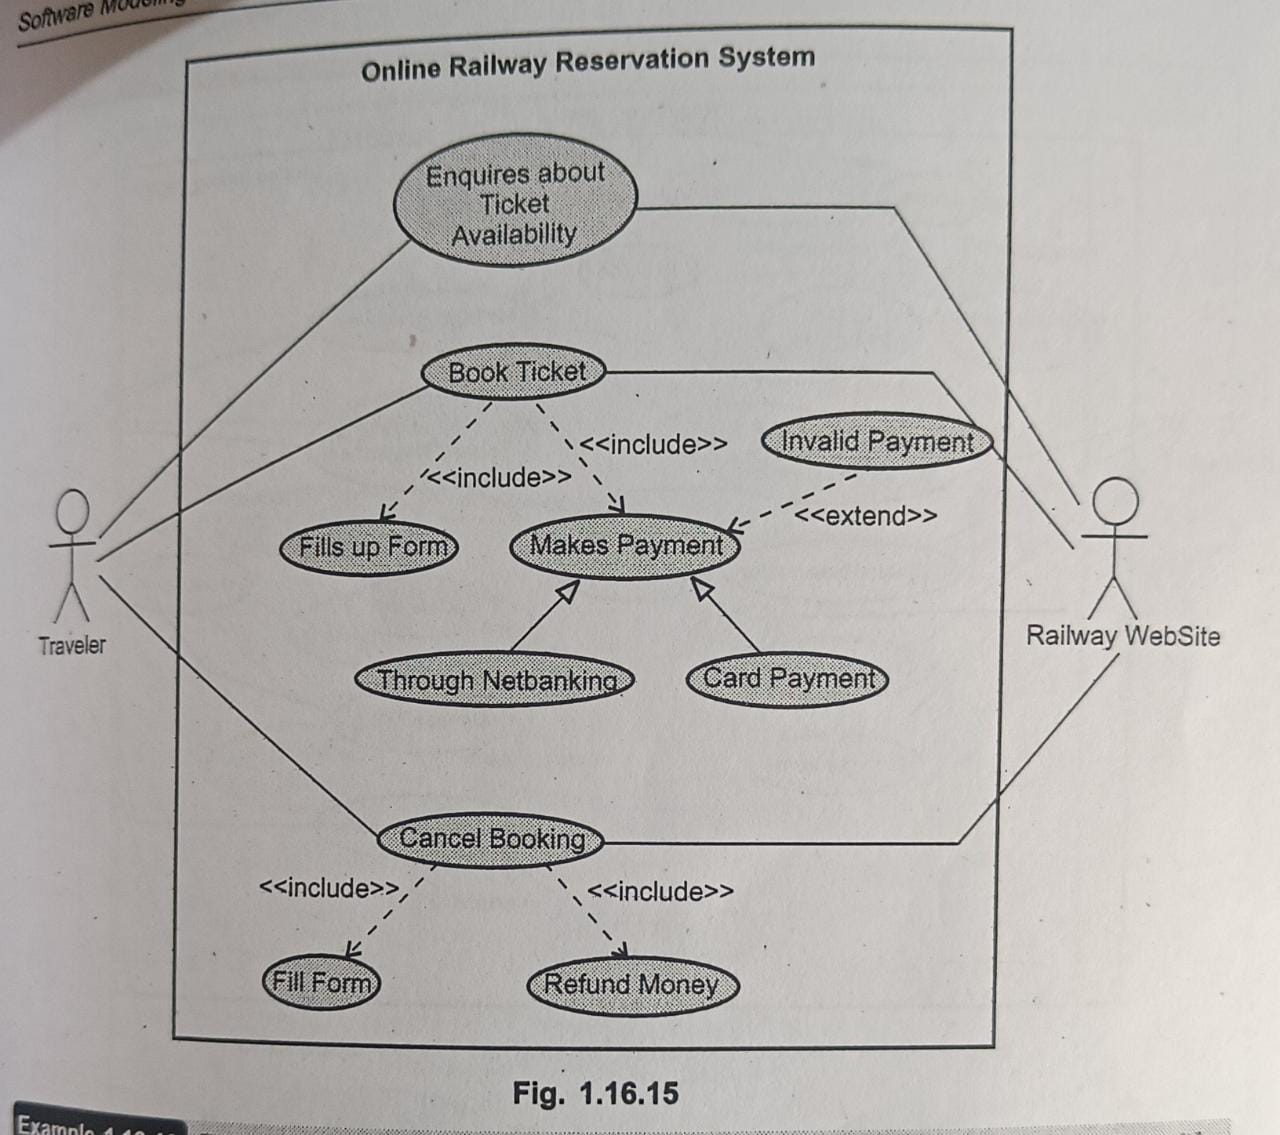 Software Modeling
Online Railway Reservation System
Enquires about
Ticket
Availability
Book Ticket
<<include>>
Invalid Payment
<<include>>
<<extend>>
Fills up Form
Makes Payment
Traveler
Railway WebSite
Through Netbanking
Card Payment
Cancel Booking
<<include>>
<<include>>
Fill Form
Refund Money
Fig. 1.16.15
Example